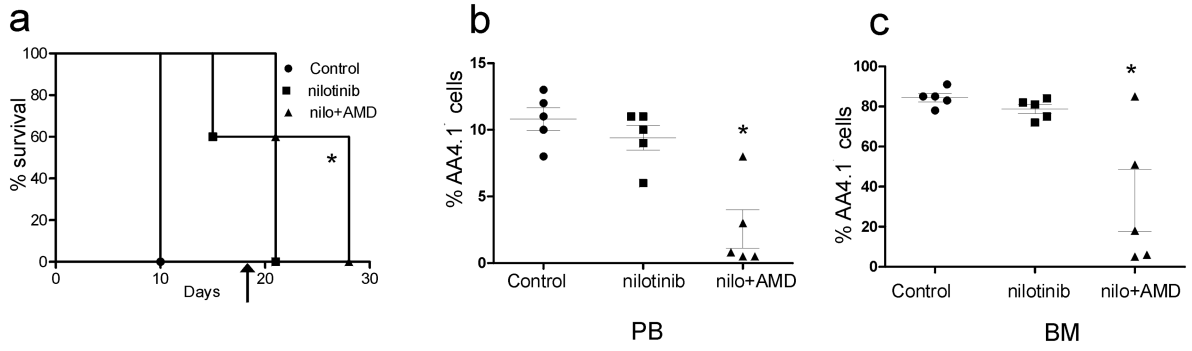 a
% survival
100
80
60
40
20
0
0 10 20 30
Days
Control
nilotinib
nilo+AMD
*
b
% AA4.1 cells
15
10
5
0
*
Control nilotinib nilo+AMD
PB
c
% AA4.1 cells
100
80
60
40
20
0
*
Control nilotinib nilo+AMD
BM